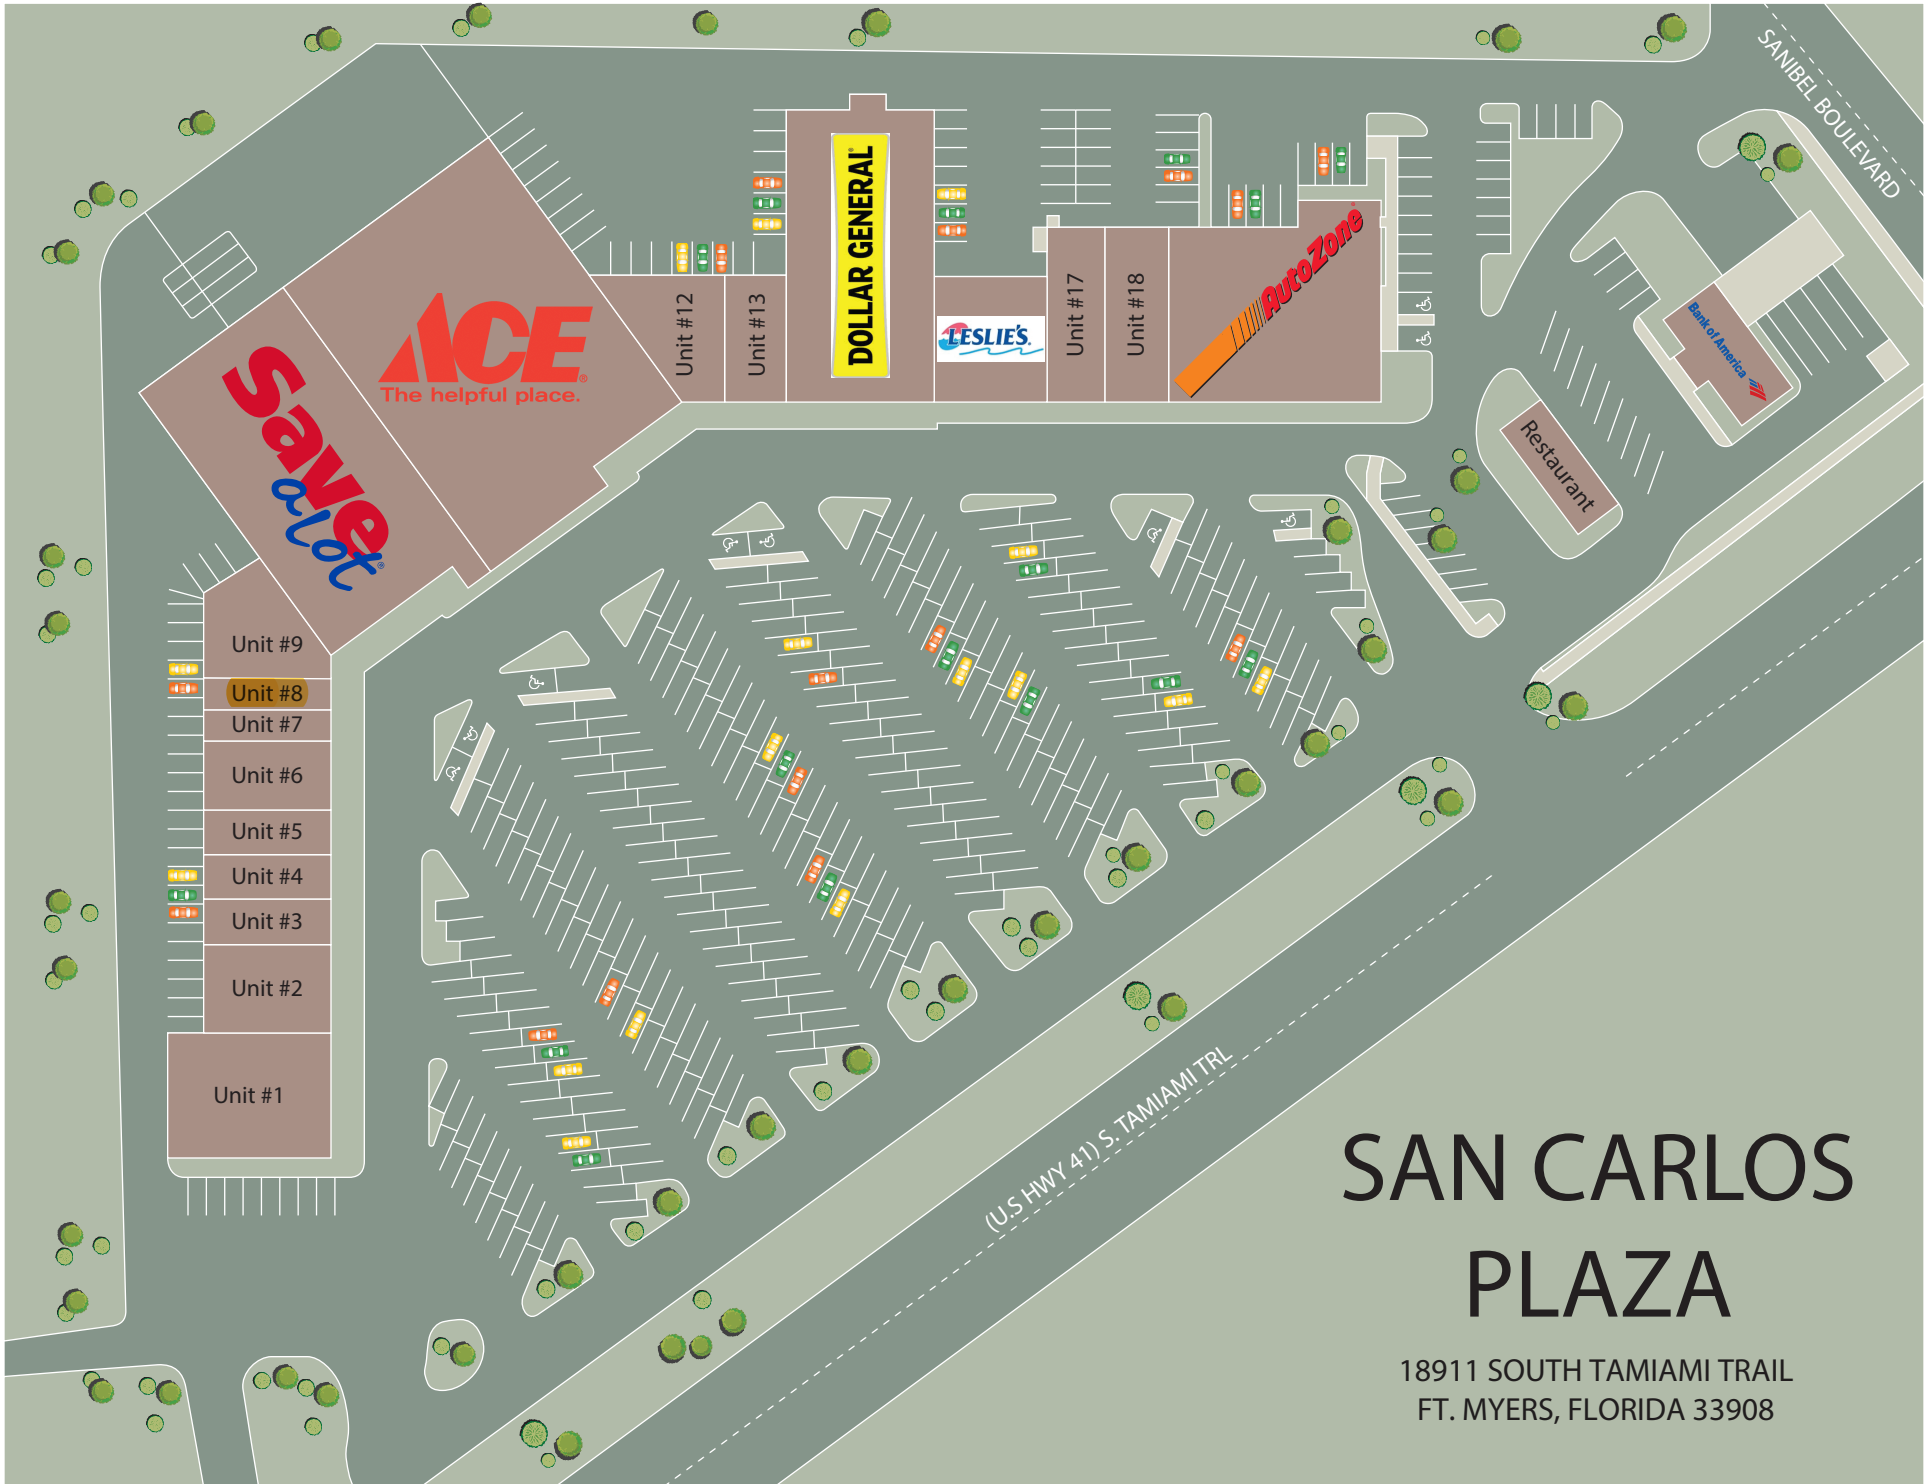 SANIBEL BOULEVARD
DOLLAR GENERAL
AutoZone
Unit #12
Unit #13
LESLIE'S.
Unit #17
Unit #18
Bank of America
ACE
The helpful place.
save
a lot
Restaurant
Unit #9
Unit #8
Unit #7
Unit #6
Unit #5
Unit #4
Unit #3
Unit #2
Unit #1
(U.S HWY 41) S. TAMIAMI TRL
SAN CARLOS
PLAZA
18911 SOUTH TAMIAMI TRAIL
FT. MYERS, FLORIDA 33908